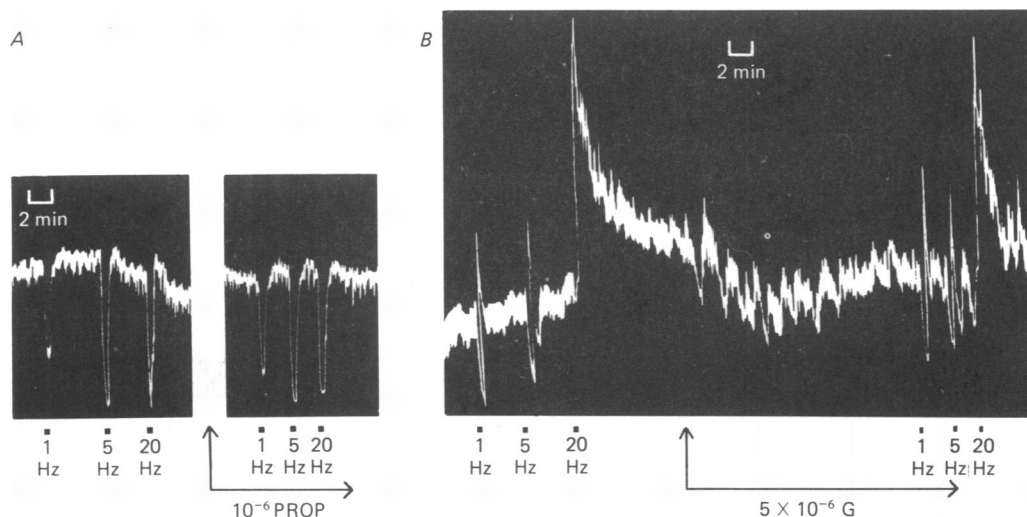 A
B
2 min
2 min
1 5 20 1 5 20 1 5 20 1 5 20
Hz Hz Hz Hz Hz Hz Hz Hz Hz Hz Hz Hz
10⁻⁶ PROP
5 × 10⁻⁶ G